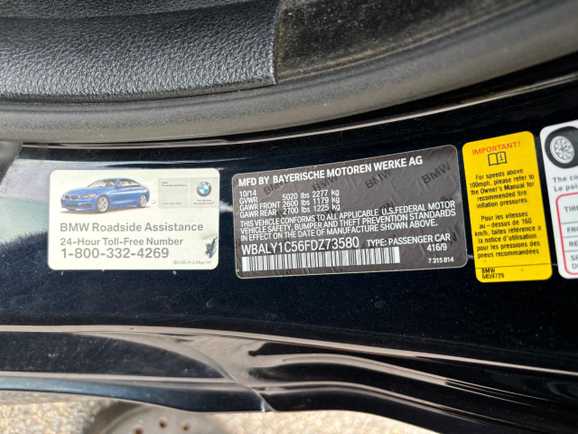 BMW Roadside Assistance
24-Hour Toll-Free Number
1-800-332-4269
MFD BY BAYERISCHE MOTOREN WERKE AG
10/14
GVWR 5020 lbs 2277 kg
GAWR FRONT 2600 lbs 1179 kg
GAWR REAR 2700 lbs 1225 kg
THIS VEHICLE CONFORMS TO ALL APPLICABLE U.S.FEDERAL MOTOR
VEHICLE SAFETY, BUMPER AND THEFT PREVENTION STANDARDS
IN EFFECT ON THE DATE OF MANUFACTURE SHOWN ABOVE.
WBALY1C56FDZ73580 TYPE: PASSENGER CAR
416/9
7 315 814
IMPORTANT!
For speeds above
100mph, please refer to
the Owner's Manual for
recommended tire
inflation pressures.
Aux vitesses au-
dessus de 160
km/h, faites référence
à la notice d'utilisation
pour les pressions des
pneus recommandées
BMW